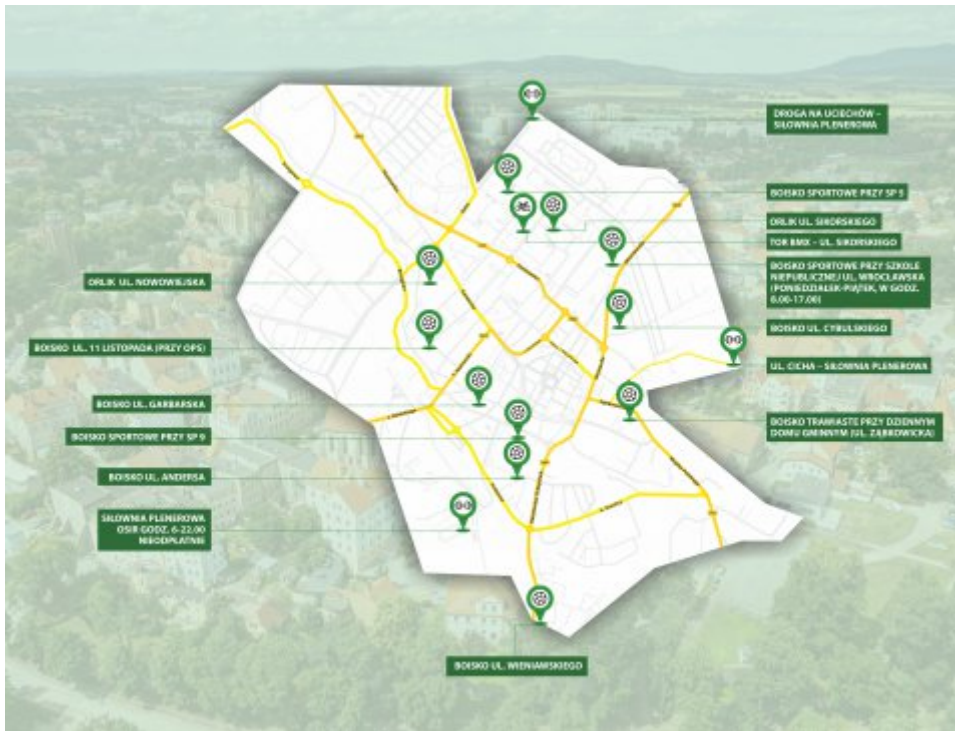 DROGA NA UCIECHÓW –
SIŁOWNIA PLENEROWA
BOISKO SPORTOWE PRZY SP 5
ORLIK UL. SIKORSKIEGO
TOR BMX – UL. SIKORSKIEGO
BOISKO SPORTOWE PRZY SZKOLE
NIEPUBLICZNEJ UL. WROCŁAWSKA
(PONIEDZIAŁEK-PIĄTEK, W GODZ.
8.00-17.00)
BOISKO UL. CYBULSKIEGO
UL. CICHA – SIŁOWNIA PLENEROWA
BOISKO TRAWIASTE PRZY DZIENNYM
DOMU GMINNYM (UL. ZĄBKOWICKA)
ORLIK UL. NOWOWIEJSKA
BOISKO UL. 11 LISTOPADA (PRZY OPS)
BOISKO UL. GARBARSKA
BOISKO SPORTOWE PRZY SP 9
BOISKO UL. ANDERSA
SIŁOWNIA PLENEROWA
OSIR GODZ. 6-22.00
NIEODPŁATNIE
BOISKO UL. WIENIAWSKIEGO